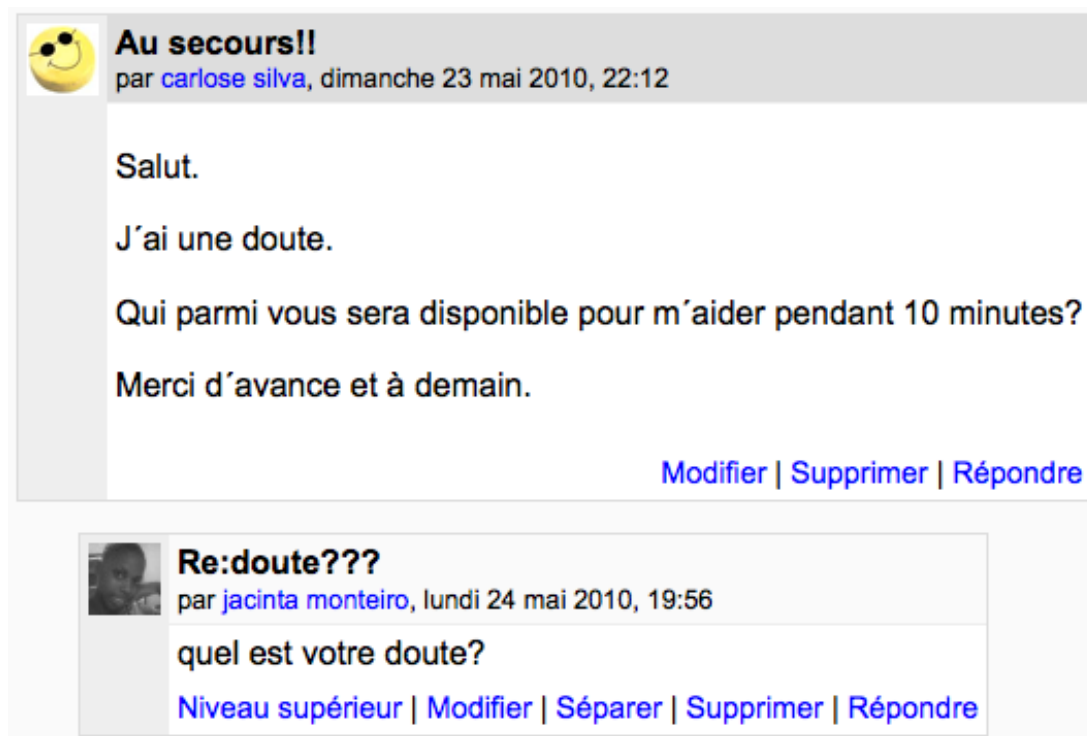 Au secours!!
par carlose silva, dimanche 23 mai 2010, 22:12
Salut.
J´ai une doute.
Qui parmi vous sera disponible pour m´aider pendant 10 minutes?
Merci d´avance et à demain.
Modifier | Supprimer | Répondre
Re:doute???
par jacinta monteiro, lundi 24 mai 2010, 19:56
quel est votre doute?
Niveau supérieur | Modifier | Séparer | Supprimer | Répondre